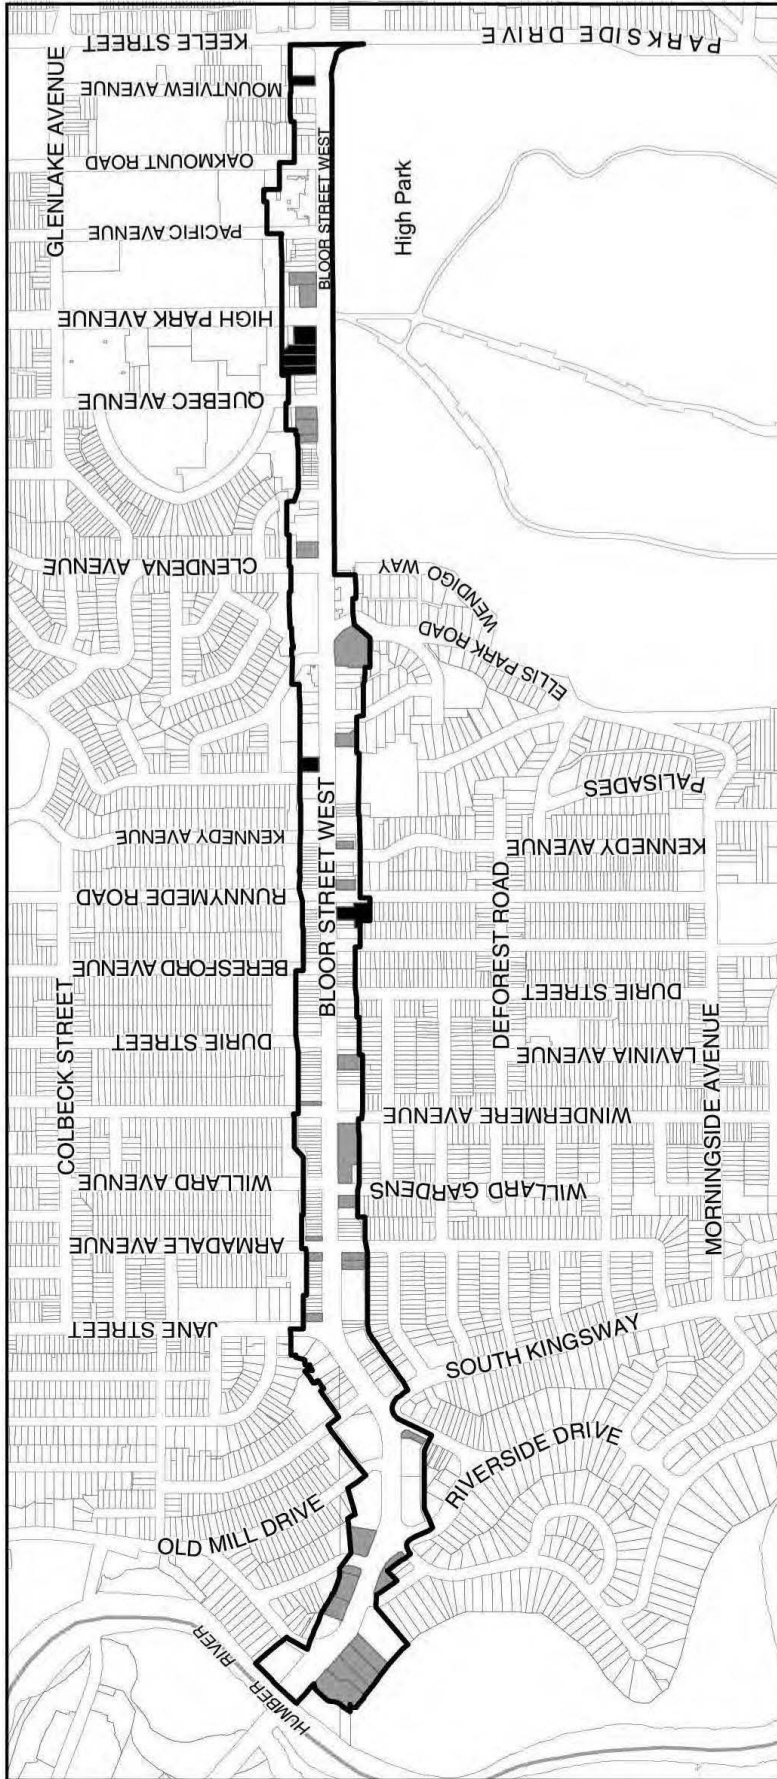 KEELE STREET
PARKSIDE DRIVE
MOUNTVIEW AVENUE
GLENLAKE AVENUE
OAKMOUNT ROAD
BLOOR STREET WEST
High Park
PACIFIC AVENUE
HIGH PARK AVENUE
QUEBEC AVENUE
GLENDENA AVENUE
WENDIGO WAY
ELLIS PARK ROAD
PALISADES
KENNEDY AVENUE
KENNEDY AVENUE
BLOOR STREET WEST
RUNNYMEDE ROAD
DEFOREST ROAD
BERESFORD AVENUE
DURIE STREET
DURIE STREET
COLBECK STREET
LAVINIA AVENUE
MORNINGSIDE AVENUE
WINDERMERE AVENUE
WILLARD AVENUE
WILLARD GARDENS
ARMADALE AVENUE
JANE STREET
SOUTH KINGSWAY
RIVERSIDE DRIVE
OLD MILL DRIVE
HUMBER RIVER